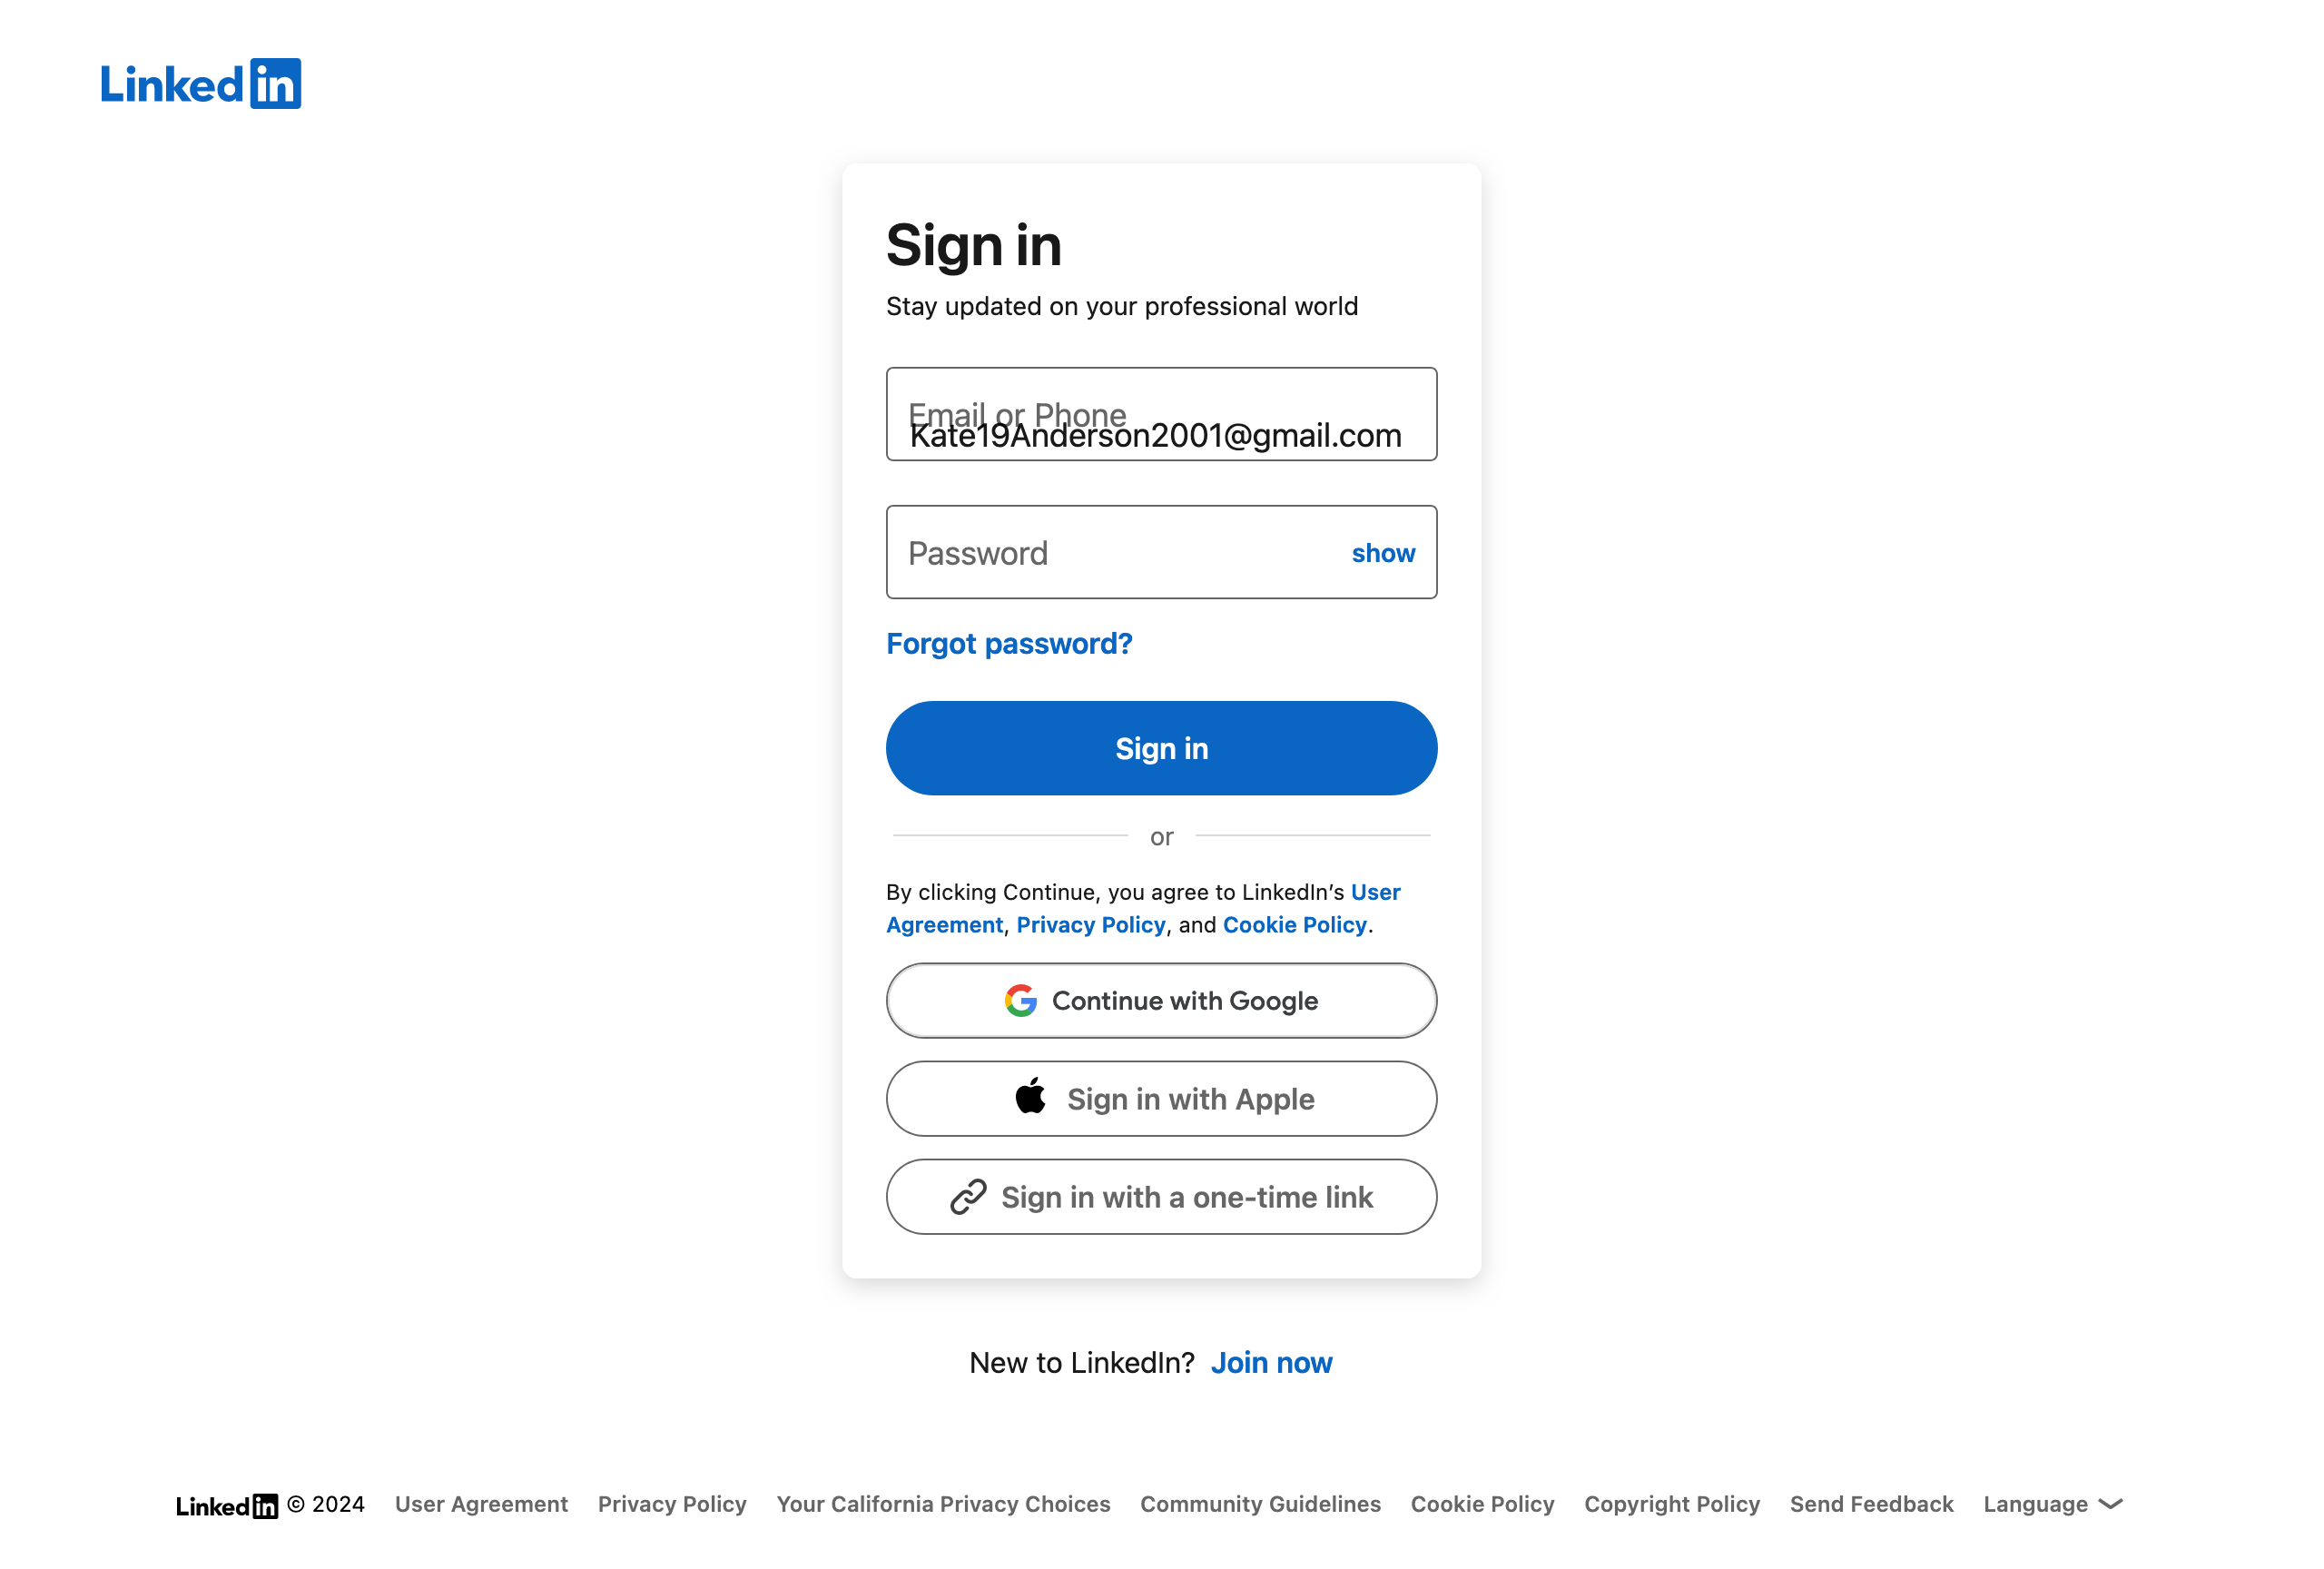 Linkedin
Sign in
Stay updated on your professional world
Email or Phone
Kate19Anderson2001@gmail.com
Password
show
Forgot password?
Sign in
or
By clicking Continue, you agree to LinkedIn’s User
Agreement, Privacy Policy, and Cookie Policy.
Continue with Google
Sign in with Apple
Sign in with a one-time link
New to LinkedIn? Join now
Linkedin © 2024 User Agreement Privacy Policy Your California Privacy Choices Community Guidelines Cookie Policy Copyright Policy Send Feedback Language